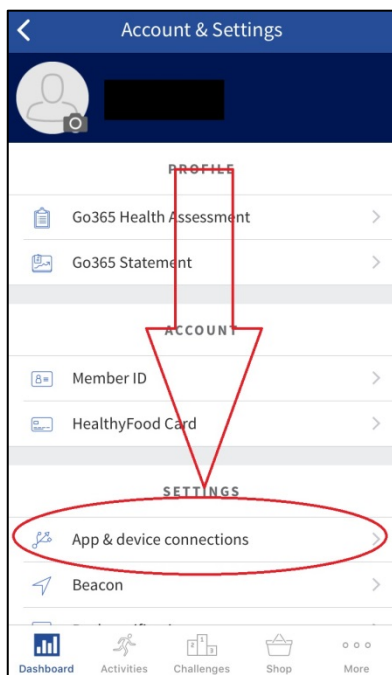 Account & Settings
PROFILE
Go365 Health Assessment
Go365 Statement
ACCOUNT
Member ID
HealthyFood Card
SETTINGS
App & device connections
Beacon
Dashboard Activities Challenges Shop More